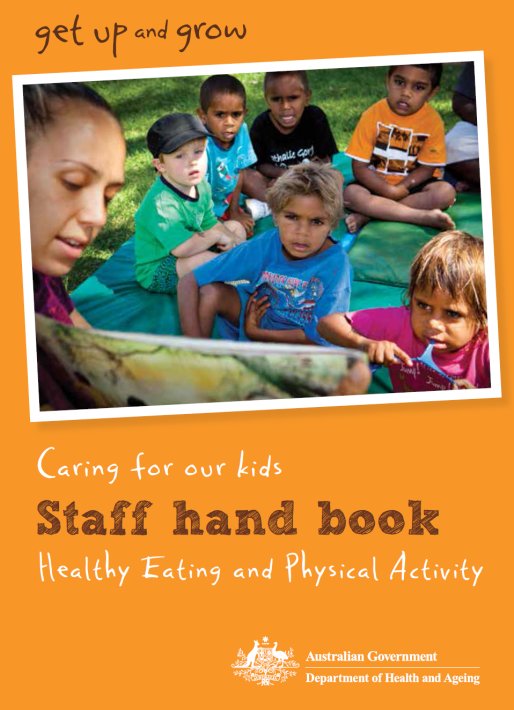 get up and grow
Caring for our kids
Staff hand book
Healthy Eating and Physical Activity
Australian Government
Department of Health and Ageing